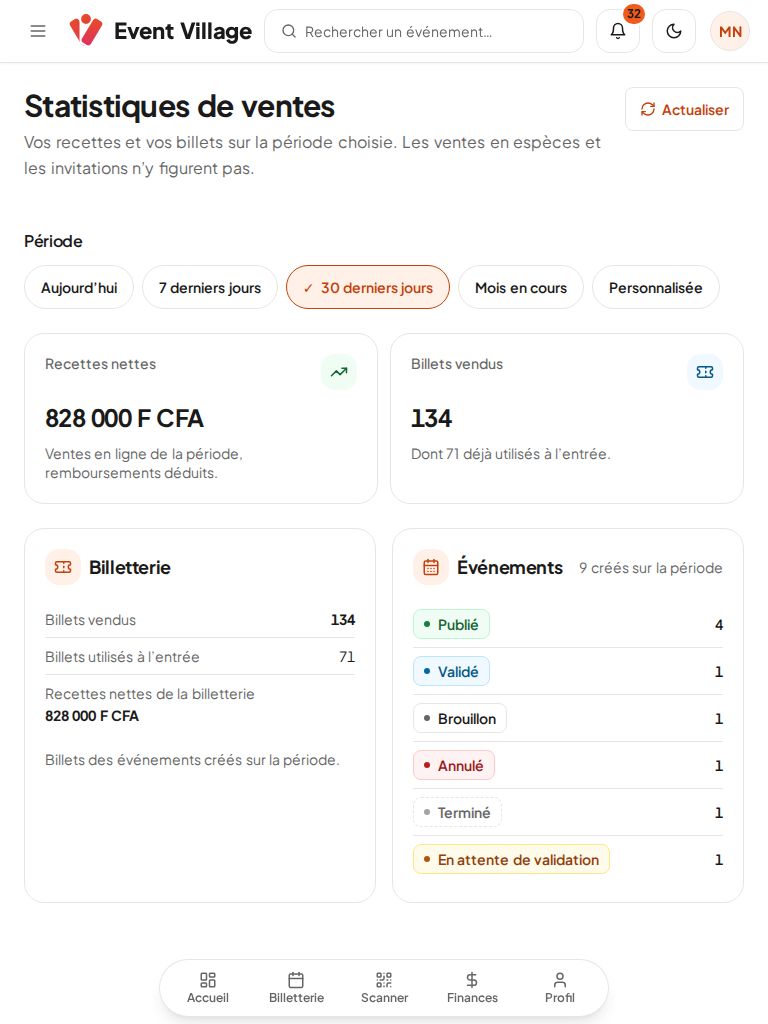 Event Village
Rechercher un événement…
32
MN
Statistiques de ventes
Actualiser
Vos recettes et vos billets sur la période choisie. Les ventes en espèces et
les invitations n’y figurent pas.
Période
Aujourd’hui
7 derniers jours
✓ 30 derniers jours
Mois en cours
Personnalisée
Recettes nettes
828 000 F CFA
Ventes en ligne de la période,
remboursements déduits.
Billets vendus
134
Dont 71 déjà utilisés à l’entrée.
Billetterie
Billets vendus 134
Billets utilisés à l’entrée 71
Recettes nettes de la billetterie
828 000 F CFA
Billets des événements créés sur la période.
Événements 9 créés sur la période
Publié 4
Validé 1
Brouillon 1
Annulé 1
Terminé 1
En attente de validation 1
Accueil
Billetterie
Scanner
Finances
Profil